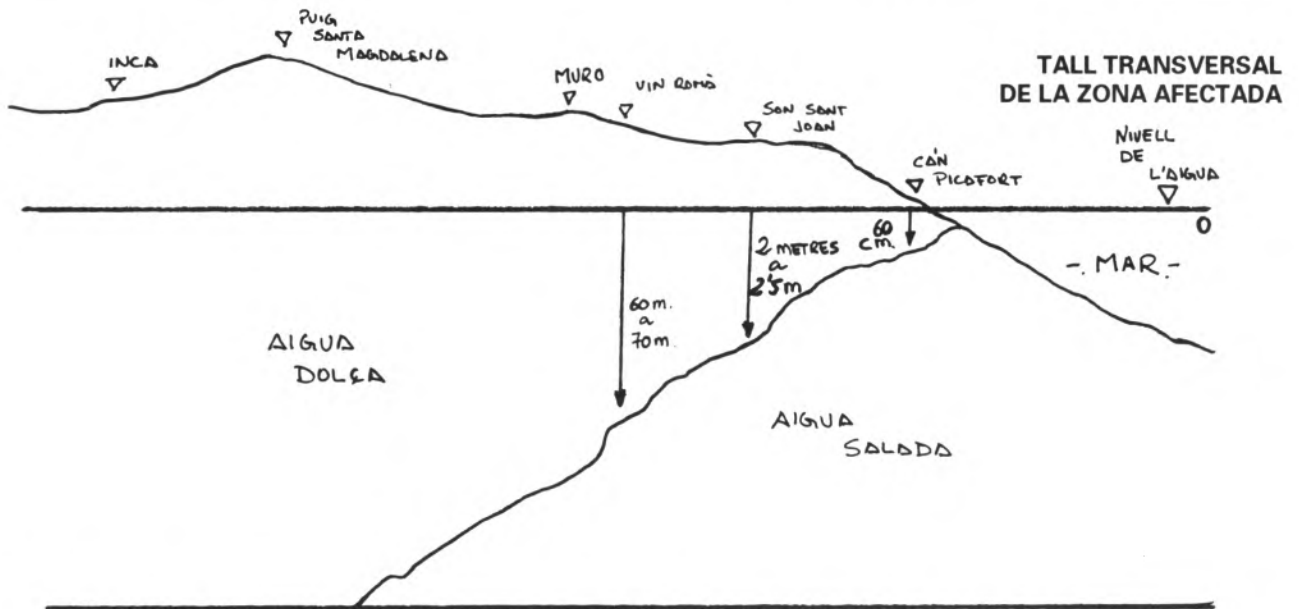 TALL TRANSVERSAL
DE LA ZONA AFECTADA
INCA
PUIG
SANTA
MAGDALENA
MURO
VIN ROMÀ
SON SANT
JOAN
CÁN
PICAFORT
NIVELL
DE
L'AIGUA
0
60
cm.
2 METRES
a
2'5m
60m.
a
70m.
-. MAR.-
AIGUA
DOLÇA
AIGUA
SALADA